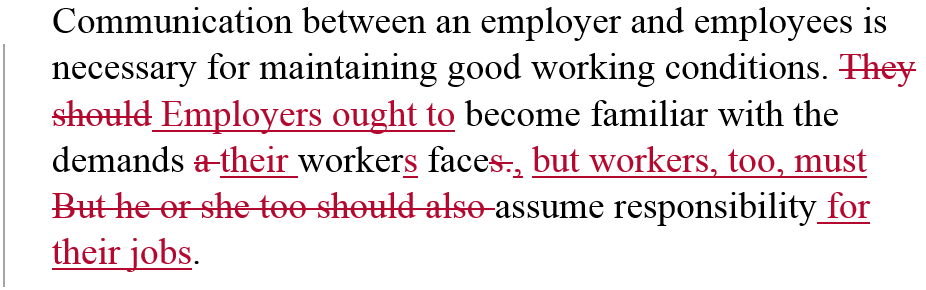 Communication between an employer and employees is
necessary for maintaining good working conditions. They
should Employers ought to become familiar with the
demands a their workers faces., but workers, too, must
But he or she too should also assume responsibility for
their jobs.